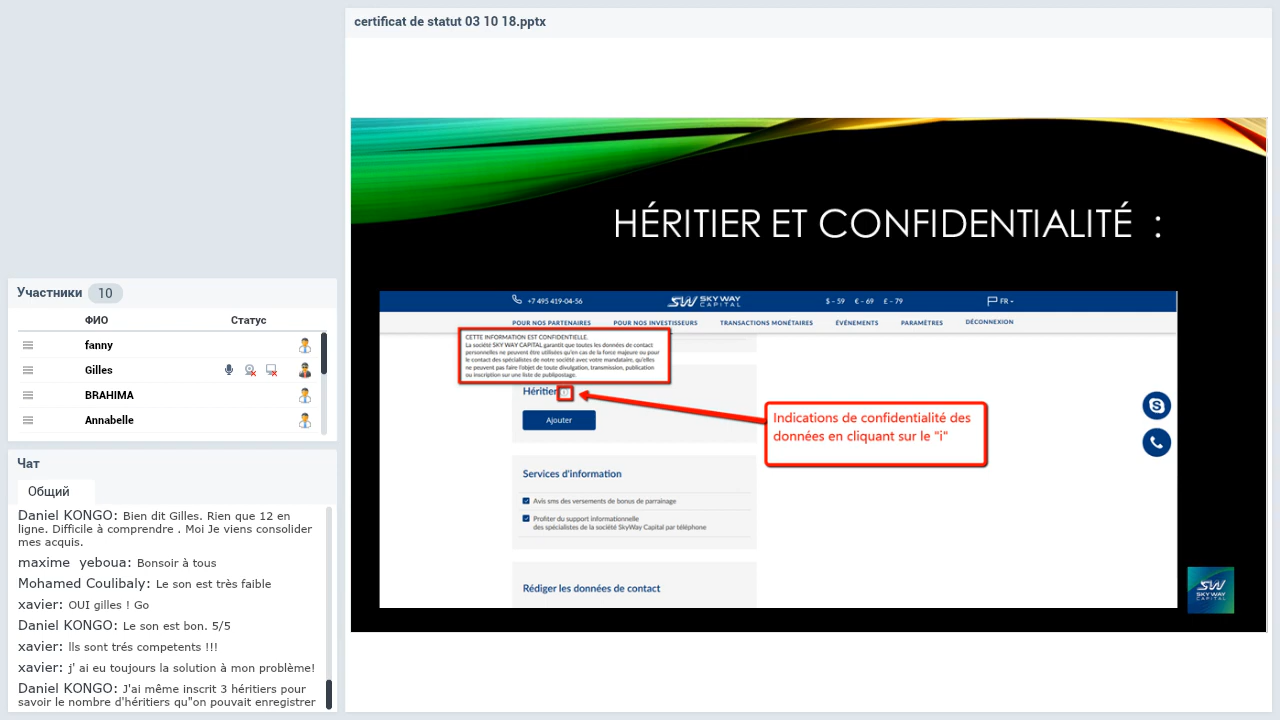 certificat de statut 03 10 18.pptx
HÉRITIER ET CONFIDENTIALITÉ :
+7 495 419-04-56
SW SKY WAY CAPITAL
$ – 59 € – 69 £ – 79
FR
POUR NOS PARTENAIRES
POUR NOS INVESTISSEURS
TRANSACTIONS MONÉTAIRES
ÉVÉNEMENTS
PARAMÈTRES
DÉCONNEXION
CETTE INFORMATION EST CONFIDENTIELLE.
La société SKY WAY CAPITAL garantit que toutes les données de contact
personnelles ne peuvent être utilisées qu'en cas de la force majeure ou pour
le contact des spécialistes de notre société avec votre mandataire, qu'elles
ne peuvent pas faire l'objet de toute divulgation, transmission, publication
ou inscription sur une liste de publipostage.
Héritier
Ajouter
Indications de confidentialité des
données en cliquant sur le "i"
Services d'information
Avis sms des versements de bonus de parrainage
Profiter du support informationnelle
des spécialistes de la société SkyWay Capital par téléphone
Rédiger les données de contact
SW
SKY WAY
CAPITAL
Участники 10
ФИО Статус
fanny
Gilles
BRAHIMA
Annabelle
Чат
Общий
Daniel KONGO: Bien dit Gilles. Rien que 12 en
ligne. Difficile à comprendre . Moi Je viens consolider
mes acquis.
maxime yeboua: Bonsoir à tous
Mohamed Coulibaly: Le son est très faible
xavier: OUI gilles ! Go
Daniel KONGO: Le son est bon. 5/5
xavier: Ils sont trés competents !!!
xavier: j' ai eu toujours la solution à mon problème!
Daniel KONGO: J'ai même inscrit 3 héritiers pour
savoir le nombre d'héritiers qu"on pouvait enregistrer